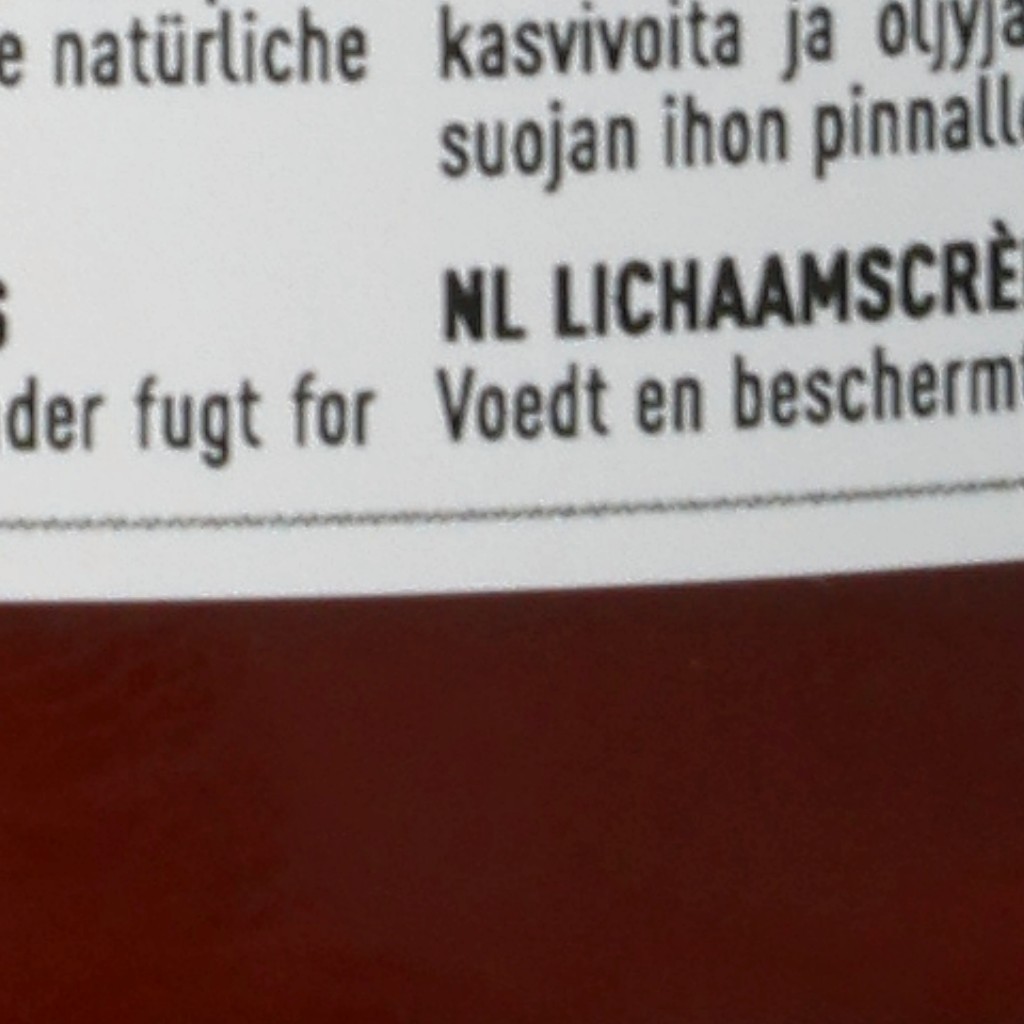 e natürliche
der fugt for
kasvivoita ja öljyjä
suojan ihon pinnall
NL LICHAAMSCRÈ
Voedt en beschermt